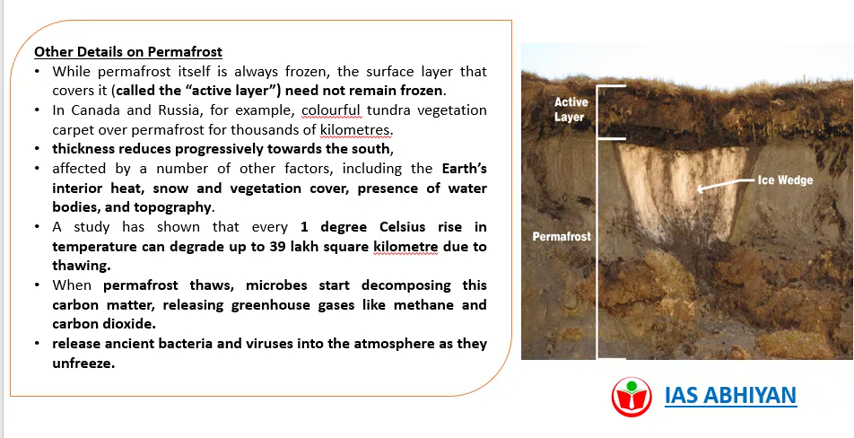 Other Details on Permafrost
• While permafrost itself is always frozen, the surface layer that
covers it (called the “active layer”) need not remain frozen.
• In Canada and Russia, for example, colourful tundra vegetation
carpet over permafrost for thousands of kilometres.
• thickness reduces progressively towards the south,
• affected by a number of other factors, including the Earth’s
interior heat, snow and vegetation cover, presence of water
bodies, and topography.
• A study has shown that every 1 degree Celsius rise in
temperature can degrade up to 39 lakh square kilometre due to
thawing.
• When permafrost thaws, microbes start decomposing this
carbon matter, releasing greenhouse gases like methane and
carbon dioxide.
• release ancient bacteria and viruses into the atmosphere as they
unfreeze.
Active
Layer
Ice Wedge
Permafrost
IAS ABHIYAN